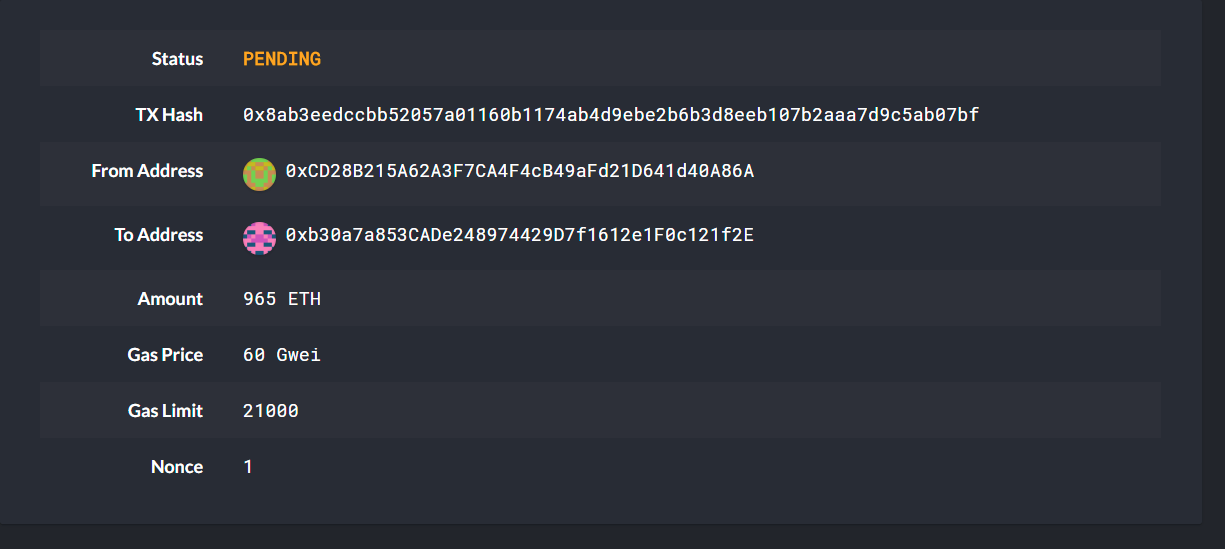 Status PENDING
TX Hash 0x8ab3eedccbb52057a01160b1174ab4d9ebe2b6b3d8eeb107b2aaa7d9c5ab07bf
From Address 0xCD28B215A62A3F7CA4F4cB49aFd21D641d40A86A
To Address 0xb30a7a853CADe248974429D7f1612e1F0c121f2E
Amount 965 ETH
Gas Price 60 Gwei
Gas Limit 21000
Nonce 1